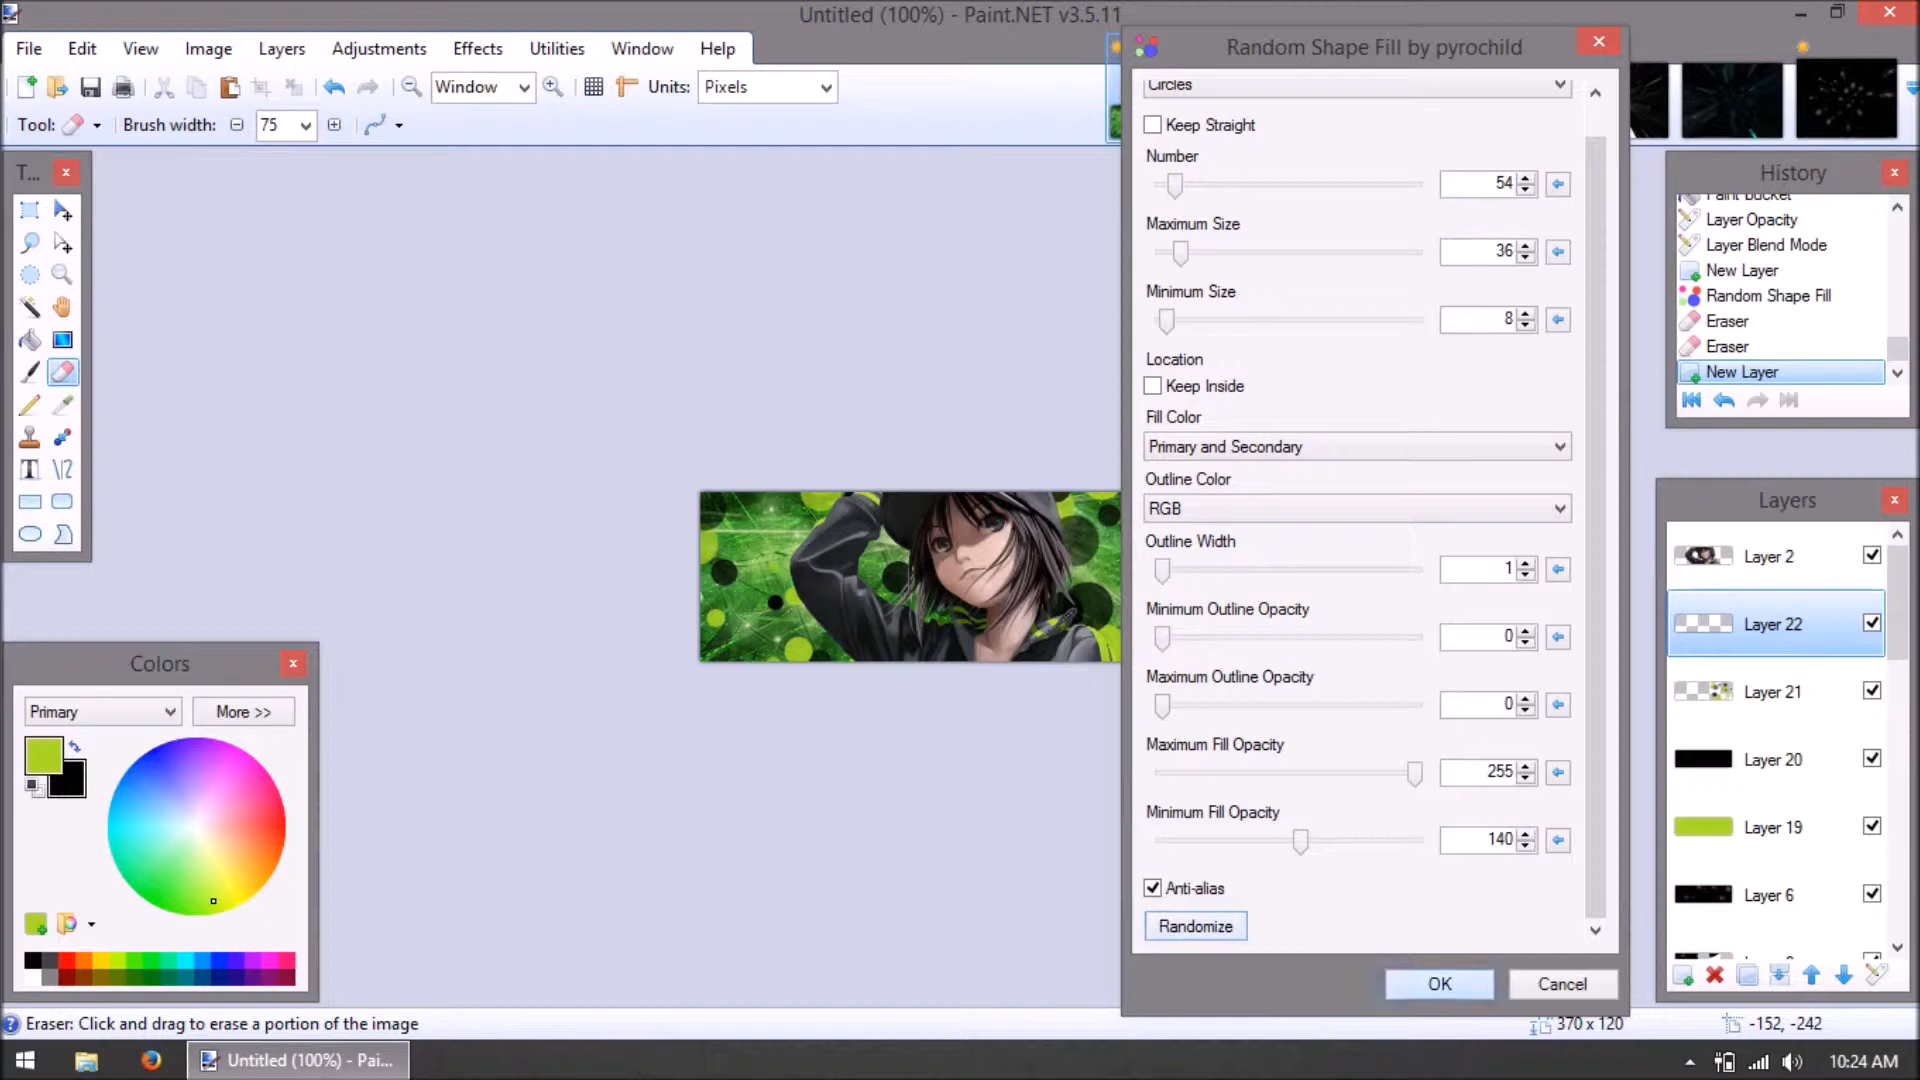 Untitled (100%) - Paint.NET v3.5.11
File Edit View Image Layers Adjustments Effects Utilities Window Help
Window Units: Pixels
Tool: Brush width: 75
T...
Colors
Primary More >>
Random Shape Fill by pyrochild
Circles
Keep Straight
Number
54
Maximum Size
36
Minimum Size
8
Location
Keep Inside
Fill Color
Primary and Secondary
Outline Color
RGB
Outline Width
1
Minimum Outline Opacity
0
Maximum Outline Opacity
0
Maximum Fill Opacity
255
Minimum Fill Opacity
140
Anti-alias
Randomize
OK Cancel
History
Paint Bucket
Layer Opacity
Layer Blend Mode
New Layer
Random Shape Fill
Eraser
Eraser
New Layer
Layers
Layer 2
Layer 22
Layer 21
Layer 20
Layer 19
Layer 6
Eraser: Click and drag to erase a portion of the image
370 x 120
-152, -242
Untitled (100%) - Pai...
10:24 AM